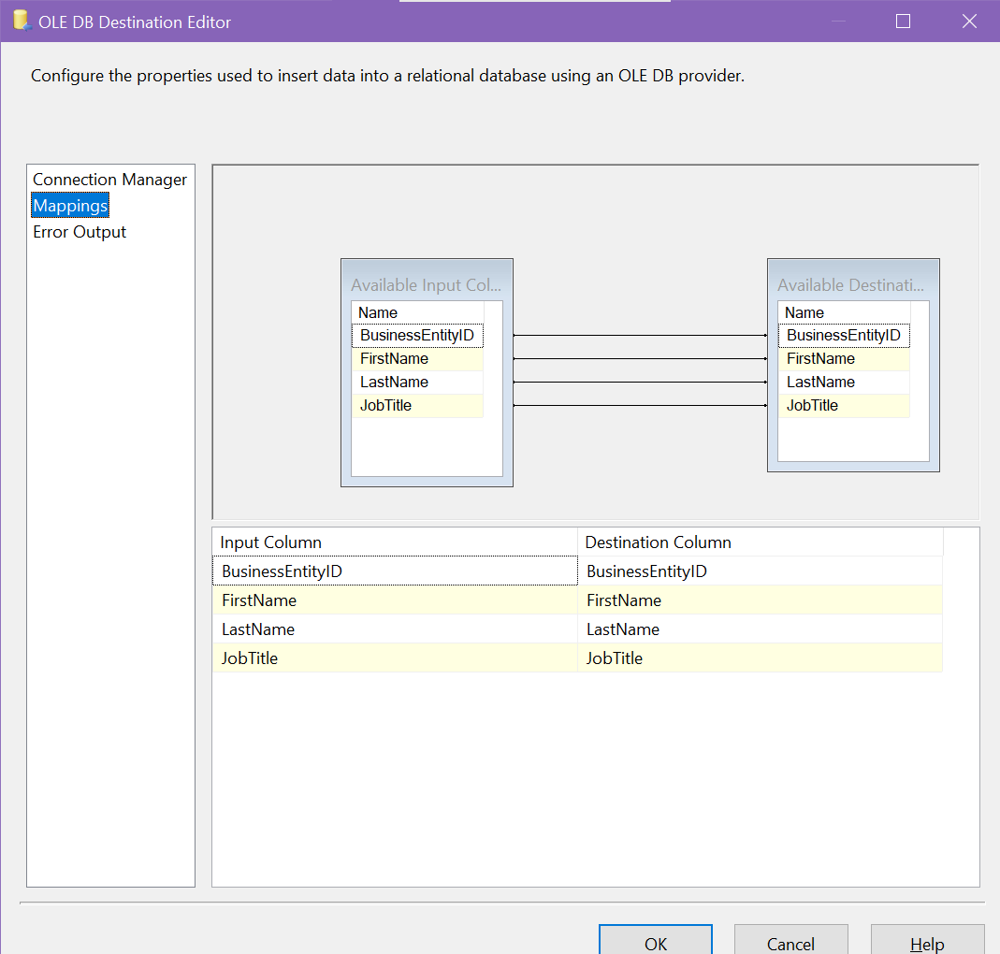 OLE DB Destination Editor
Configure the properties used to insert data into a relational database using an OLE DB provider.
Connection Manager
Mappings
Error Output
Available Input Col...
Name
BusinessEntityID
FirstName
LastName
JobTitle
Available Destinati...
Name
BusinessEntityID
FirstName
LastName
JobTitle
Input Column Destination Column
BusinessEntityID BusinessEntityID
FirstName FirstName
LastName LastName
JobTitle JobTitle
OK Cancel Help